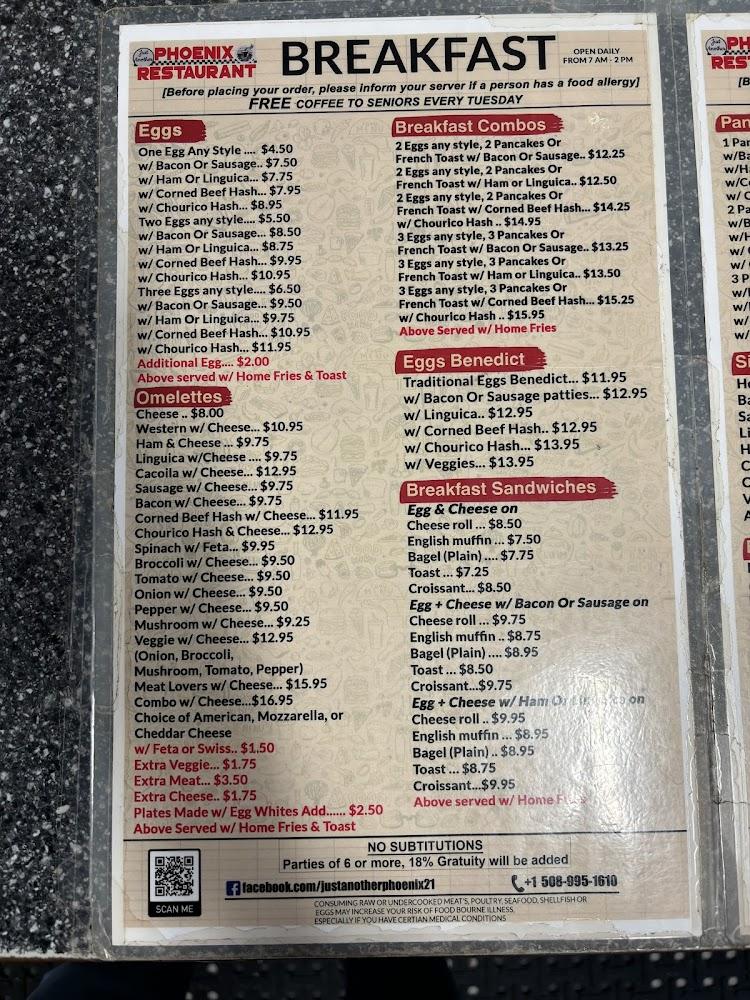 Just Another
PHOENIX
RESTAURANT
BREAKFAST
OPEN DAILY
FROM 7 AM - 2 PM
[Before placing your order, please inform your server if a person has a food allergy]
FREE COFFEE TO SENIORS EVERY TUESDAY
Eggs
One Egg Any Style .... $4.50
w/ Bacon Or Sausage.. $7.50
w/ Ham Or Linguica... $7.75
w/ Corned Beef Hash... $7.95
w/ Chourico Hash... $8.95
Two Eggs any style.... $5.50
w/ Bacon Or Sausage... $8.50
w/ Ham Or Linguica... $8.75
w/ Corned Beef Hash... $9.95
w/ Chourico Hash... $10.95
Three Eggs any style.... $6.50
w/ Bacon Or Sausage... $9.50
w/ Ham Or Linguica... $9.75
w/ Corned Beef Hash... $10.95
w/ Chourico Hash... $11.95
Additional Egg.... $2.00
Above served w/ Home Fries & Toast
Omelettes
Cheese .. $8.00
Western w/ Cheese... $10.95
Ham & Cheese ... $9.75
Linguica w/Cheese .... $9.75
Cacoila w/ Cheese... $12.95
Sausage w/ Cheese... $9.75
Bacon w/ Cheese... $9.75
Corned Beef Hash w/ Cheese... $11.95
Chourico Hash & Cheese... $12.95
Spinach w/ Feta... $9.95
Broccoli w/ Cheese... $9.50
Tomato w/ Cheese... $9.50
Onion w/ Cheese... $9.50
Pepper w/ Cheese... $9.50
Mushroom w/ Cheese... $9.25
Veggie w/ Cheese... $12.95
(Onion, Broccoli,
Mushroom, Tomato, Pepper)
Meat Lovers w/ Cheese... $15.95
Combo w/ Cheese...$16.95
Choice of American, Mozzarella, or
Cheddar Cheese
w/ Feta or Swiss.. $1.50
Extra Veggie... $1.75
Extra Meat... $3.50
Extra Cheese.. $1.75
Plates Made w/ Egg Whites Add...... $2.50
Above Served w/ Home Fries & Toast
Breakfast Combos
2 Eggs any style, 2 Pancakes Or
French Toast w/ Bacon Or Sausage.. $12.25
2 Eggs any style, 2 Pancakes Or
French Toast w/ Ham or Linguica.. $12.50
2 Eggs any style, 2 Pancakes Or
French Toast w/ Corned Beef Hash... $14.25
w/ Chourico Hash .. $14.95
3 Eggs any style, 3 Pancakes Or
French Toast w/ Bacon Or Sausage.. $13.25
3 Eggs any style, 3 Pancakes Or
French Toast w/ Ham or Linguica.. $13.50
3 Eggs any style, 3 Pancakes Or
French Toast w/ Corned Beef Hash... $15.25
w/ Chourico Hash .. $15.95
Above Served w/ Home Fries
Eggs Benedict
Traditional Eggs Benedict... $11.95
w/ Bacon Or Sausage patties... $12.95
w/ Linguica.. $12.95
w/ Corned Beef Hash.. $12.95
w/ Chourico Hash... $13.95
w/ Veggies... $13.95
Breakfast Sandwiches
Egg & Cheese on
Cheese roll ... $8.50
English muffin ... $7.50
Bagel (Plain) .... $7.75
Toast ... $7.25
Croissant... $8.50
Egg + Cheese w/ Bacon Or Sausage on
Cheese roll ... $9.75
English muffin .. $8.75
Bagel (Plain) .... $8.95
Toast ... $8.50
Croissant...$9.75
Egg + Cheese w/ Ham Or on
Cheese roll .. $9.95
English muffin ... $8.95
Bagel (Plain) .. $8.95
Toast ... $8.75
Croissant...$9.95
Above served w/ Home Fries
NO SUBTITUTIONS
Parties of 6 or more, 18% Gratuity will be added
SCAN ME
facebook.com/justanotherphoenix21
+1 508-995-1610
CONSUMING RAW OR UNDERCOOKED MEAT'S, POULTRY, SEAFOOD, SHELLFISH OR
EGGS MAY INCREASE YOUR RISK OF FOOD BOURNE ILLNESS,
ESPECIALLY IF YOU HAVE CERTIAN MEDICAL CONDITIONS